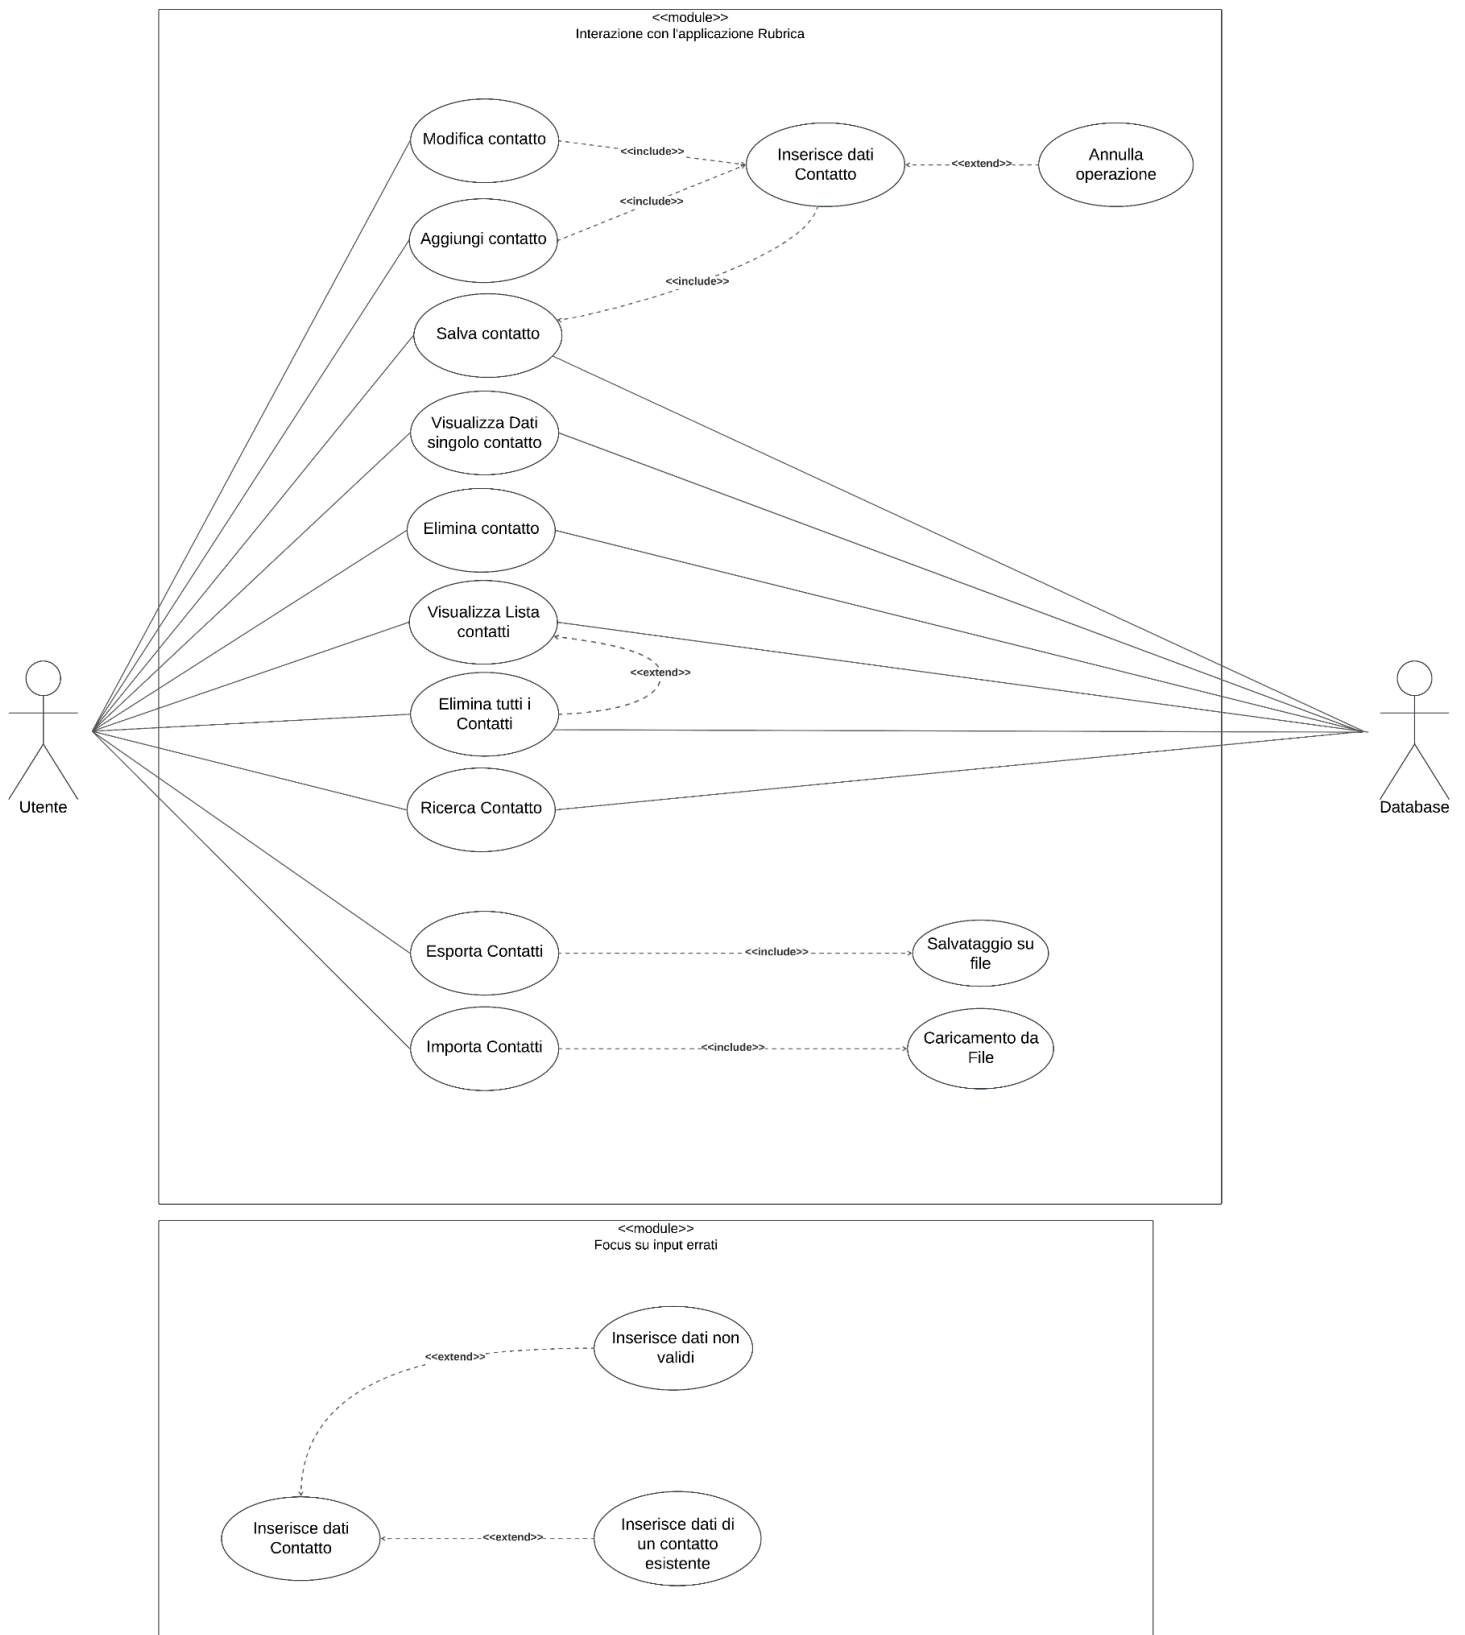 <<module>>
Interazione con l'applicazione Rubrica
Modifica contatto
<<include>>
Inserisce dati
Contatto
<<extend>>
Annulla
operazione
<<include>>
Aggiungi contatto
<<include>>
Salva contatto
Visualizza Dati
singolo contatto
Elimina contatto
Visualizza Lista
contatti
<<extend>>
Elimina tutti i
Contatti
Utente
Ricerca Contatto
Database
Esporta Contatti
<<include>>
Salvataggio su
file
Importa Contatti
<<include>>
Caricamento da
File
<<module>>
Focus su input errati
Inserisce dati non
validi
<<extend>>
Inserisce dati
Contatto
<<extend>>
Inserisce dati di
un contatto
esistente